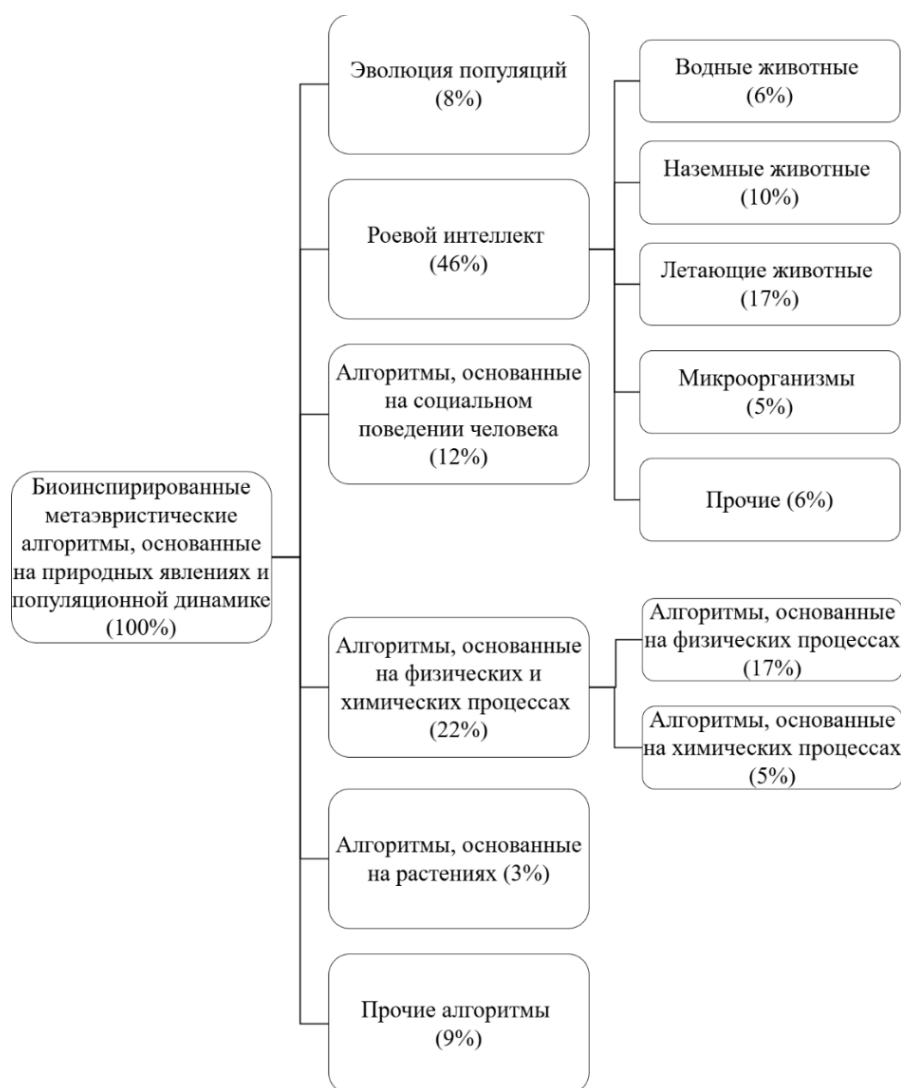 Биоинспирированные
метаэвристические
алгоритмы, основанные
на природных явлениях и
популяционной динамике
(100%)
Эволюция популяций
(8%)
Роевой интеллект
(46%)
Алгоритмы, основанные
на социальном
поведении человека
(12%)
Алгоритмы, основанные
на физических и
химических процессах
(22%)
Алгоритмы, основанные
на растениях (3%)
Прочие алгоритмы
(9%)
Водные животные
(6%)
Наземные животные
(10%)
Летающие животные
(17%)
Микроорганизмы
(5%)
Прочие (6%)
Алгоритмы, основанные
на физических процессах
(17%)
Алгоритмы, основанные
на химических процессах
(5%)